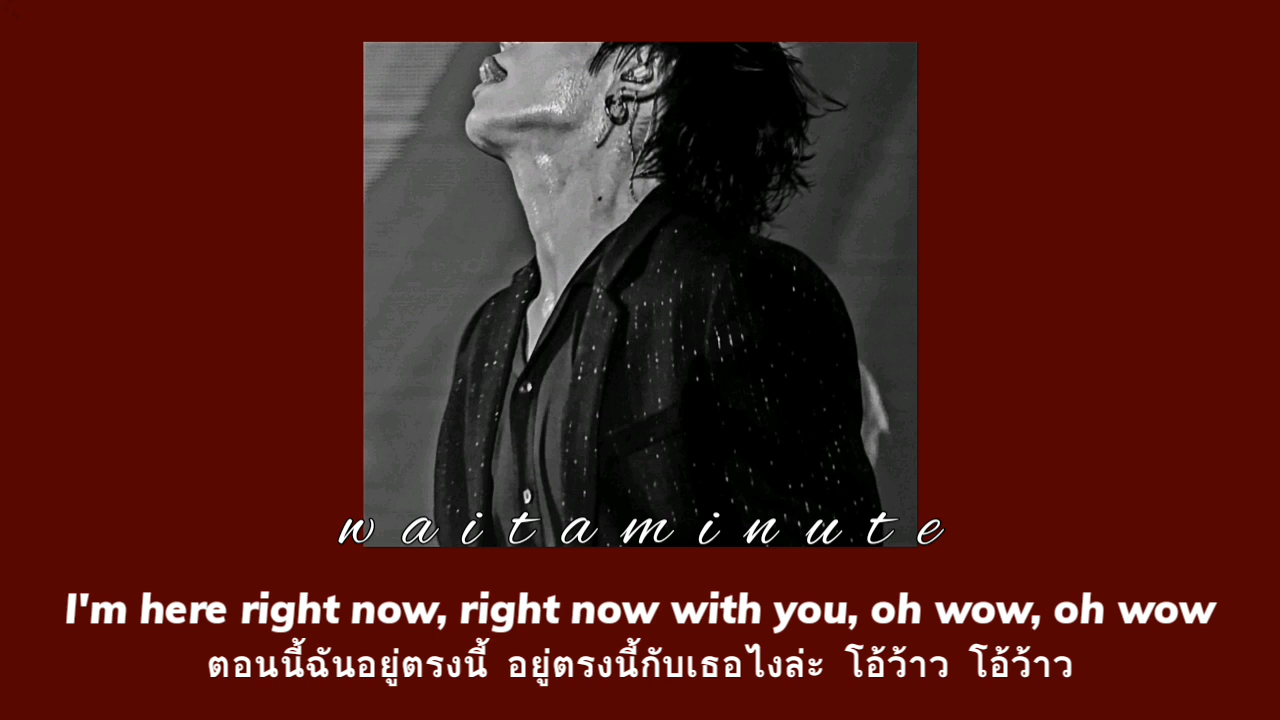 w a i t a m i n u t e
I'm here right now, right now with you, oh wow, oh wow
ตอนนี้ฉันอยู่ตรงนี้ อยู่ตรงนี้กับเธอไงล่ะ โอ้ว้าว โอ้ว้าว